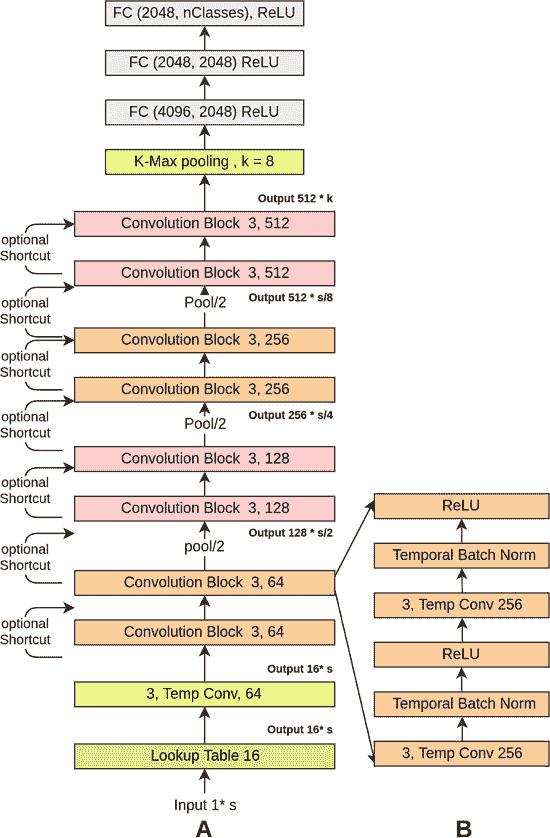 FC (2048, nClasses), ReLU
FC (2048, 2048) ReLU
FC (4096, 2048) ReLU
K-Max pooling , k = 8
Output 512 * k
Convolution Block 3, 512
optional
Shortcut
Convolution Block 3, 512
Pool/2
Output 512 * s/8
optional
Shortcut
Convolution Block 3, 256
optional
Shortcut
Convolution Block 3, 256
Pool/2
Output 256 * s/4
optional
Shortcut
Convolution Block 3, 128
optional
Shortcut
Convolution Block 3, 128
Output 128 * s/2
pool/2
optional
Shortcut
Convolution Block 3, 64
optional
Shortcut
Convolution Block 3, 64
Output 16* s
3, Temp Conv, 64
Output 16* s
Lookup Table 16
Input 1* s
A
ReLU
Temporal Batch Norm
3, Temp Conv 256
ReLU
Temporal Batch Norm
3, Temp Conv 256
B